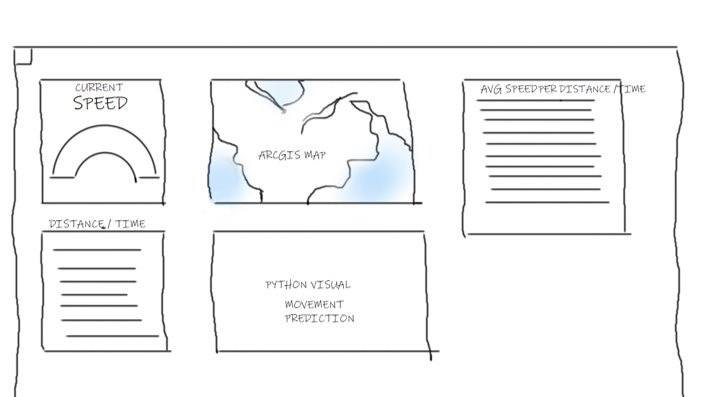 CURRENT
SPEED
ARCGIS MAP
AVG SPEED PER DISTANCE / TIME
DISTANCE / TIME
PYTHON VISUAL
MOVEMENT
PREDICTION